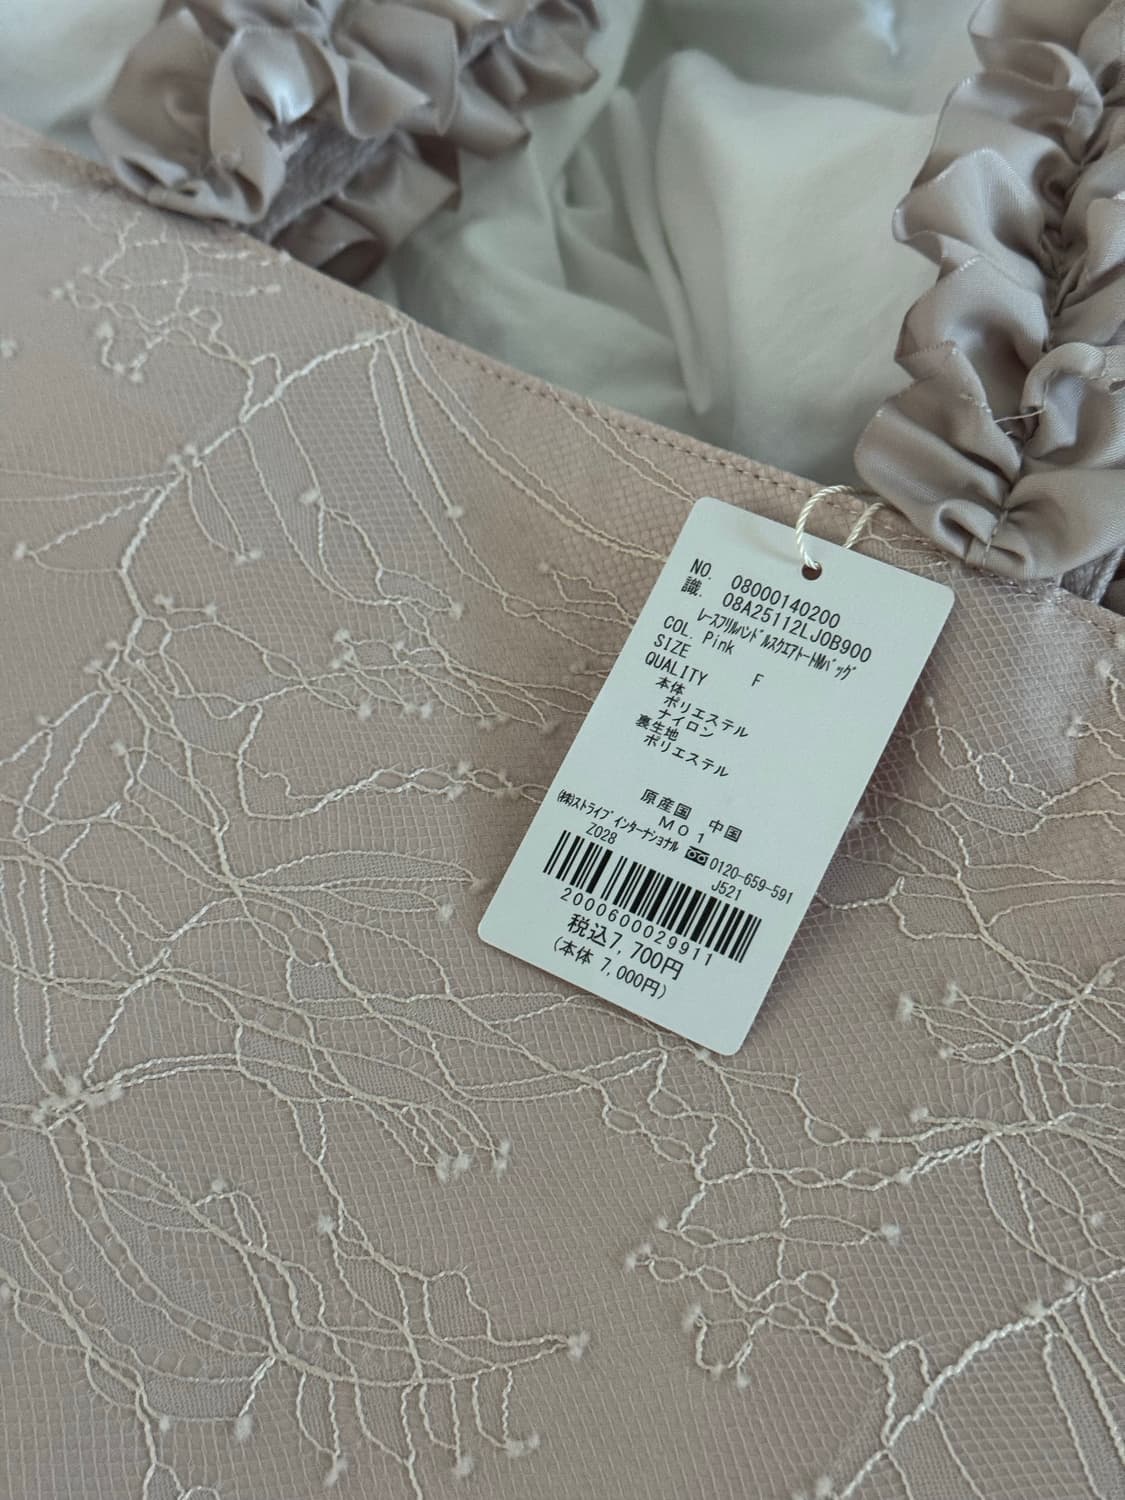 NO. 08000140200
識. 08A25112LJ0B900
ﾚｰｽﾌﾘﾙﾊﾝﾄﾞﾙｽｸｴｱﾄｰﾄMﾊﾞｯｸﾞ
COL. Pink
SIZE F
QUALITY
本体
ポリエステル
ナイロン
裏生地
ポリエステル
原産国 中国
MO1
㈱ｽﾄﾗｲﾌﾟｲﾝﾀｰﾅｼｮﾅﾙ 0120-659-591
Z028 J521
2000600029911
税込7,700円
(本体 7,000円)